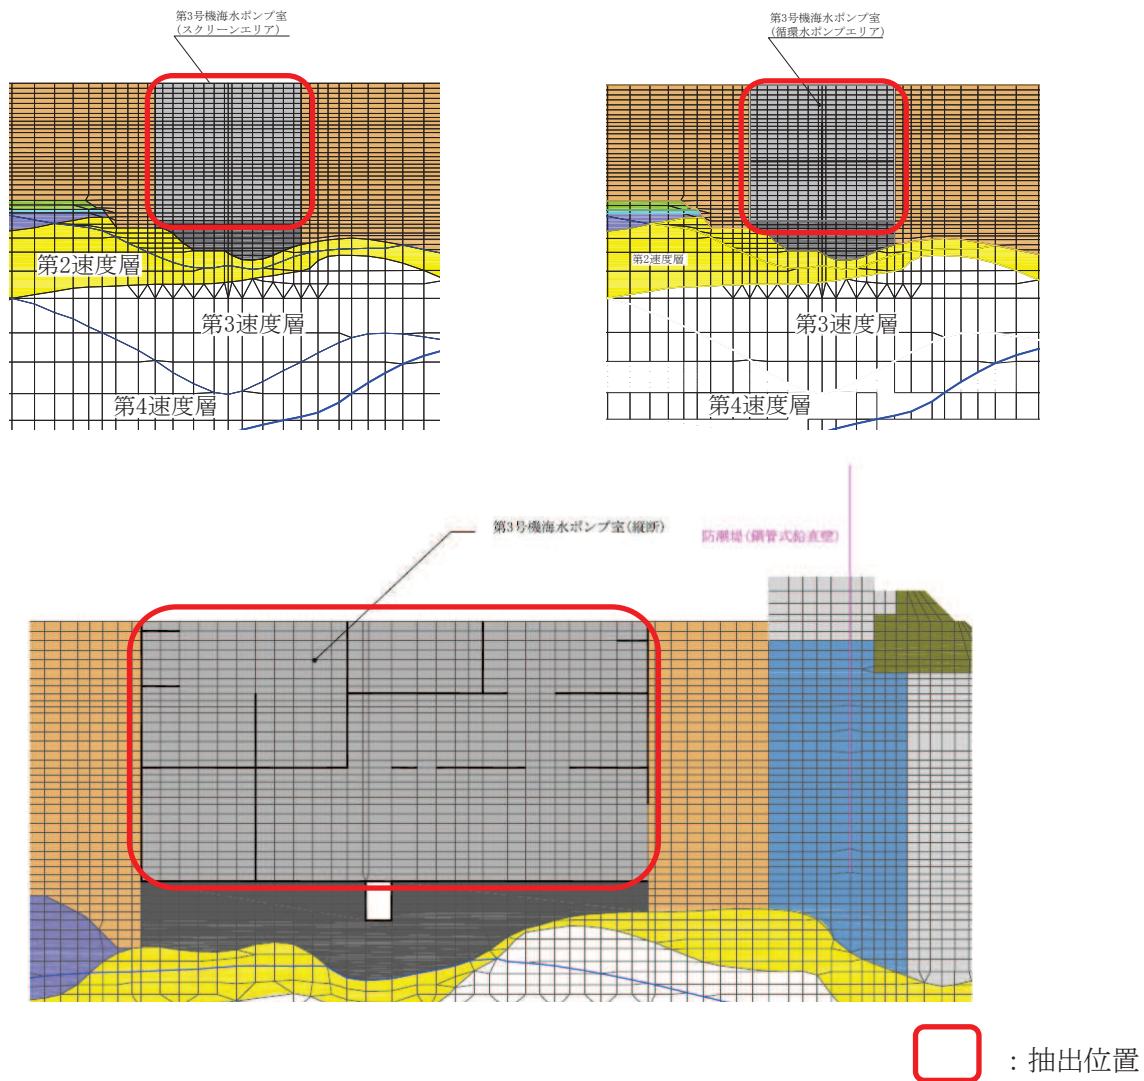 第3号機海水ポンプ室
(スクリーンエリア)
第3号機海水ポンプ室
(循環水ポンプエリア)
第2速度層
第3速度層
第4速度層
第2速度層
第3速度層
第4速度層
第3号機海水ポンプ室(縦断)
防潮堤(鋼管式鉛直壁)
：抽出位置